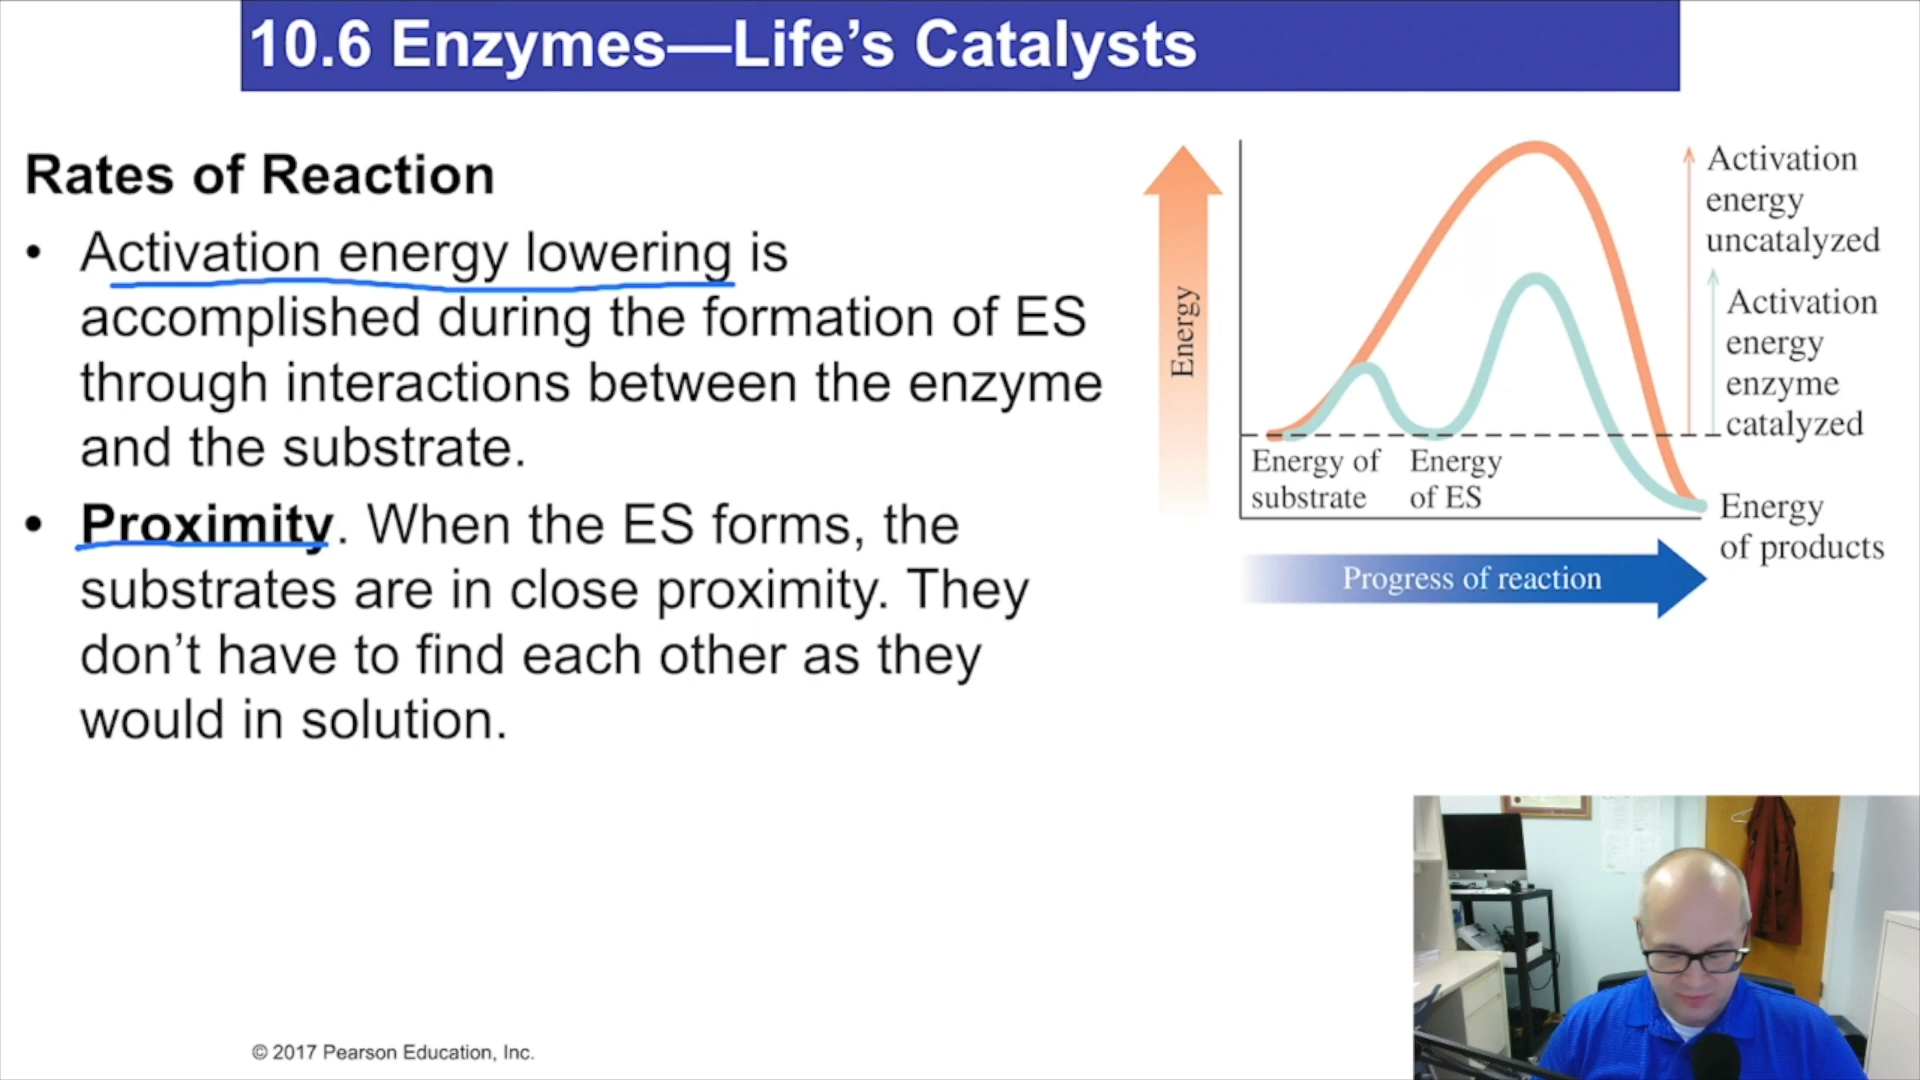 10.6 Enzymes—Life’s Catalysts
Rates of Reaction
• Activation energy lowering is
accomplished during the formation of ES
through interactions between the enzyme
and the substrate.
• Proximity. When the ES forms, the
substrates are in close proximity. They
don’t have to find each other as they
would in solution.
Energy
Activation
energy
uncatalyzed
Activation
energy
enzyme
catalyzed
Energy of
substrate
Energy
of ES
Energy
of products
Progress of reaction
© 2017 Pearson Education, Inc.